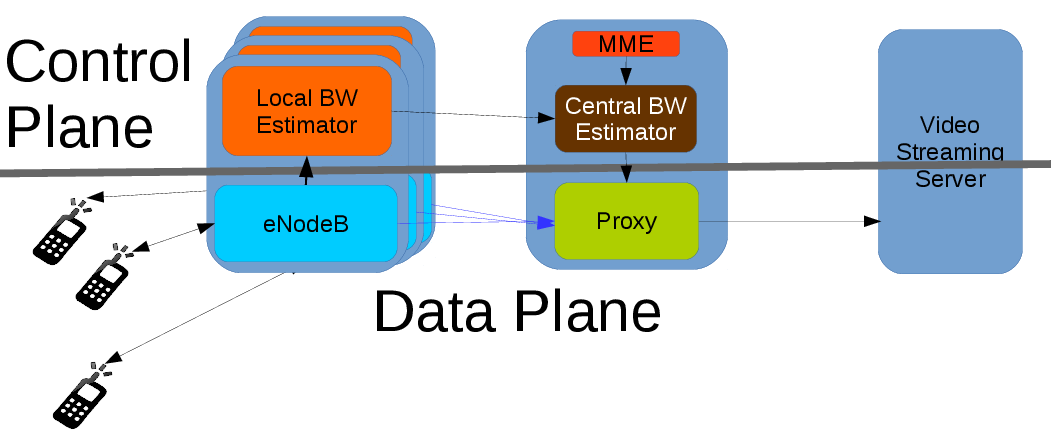 Control
Plane
Local BW
Estimator
eNodeB
MME
Central BW
Estimator
Proxy
Video
Streaming
Server
Data Plane